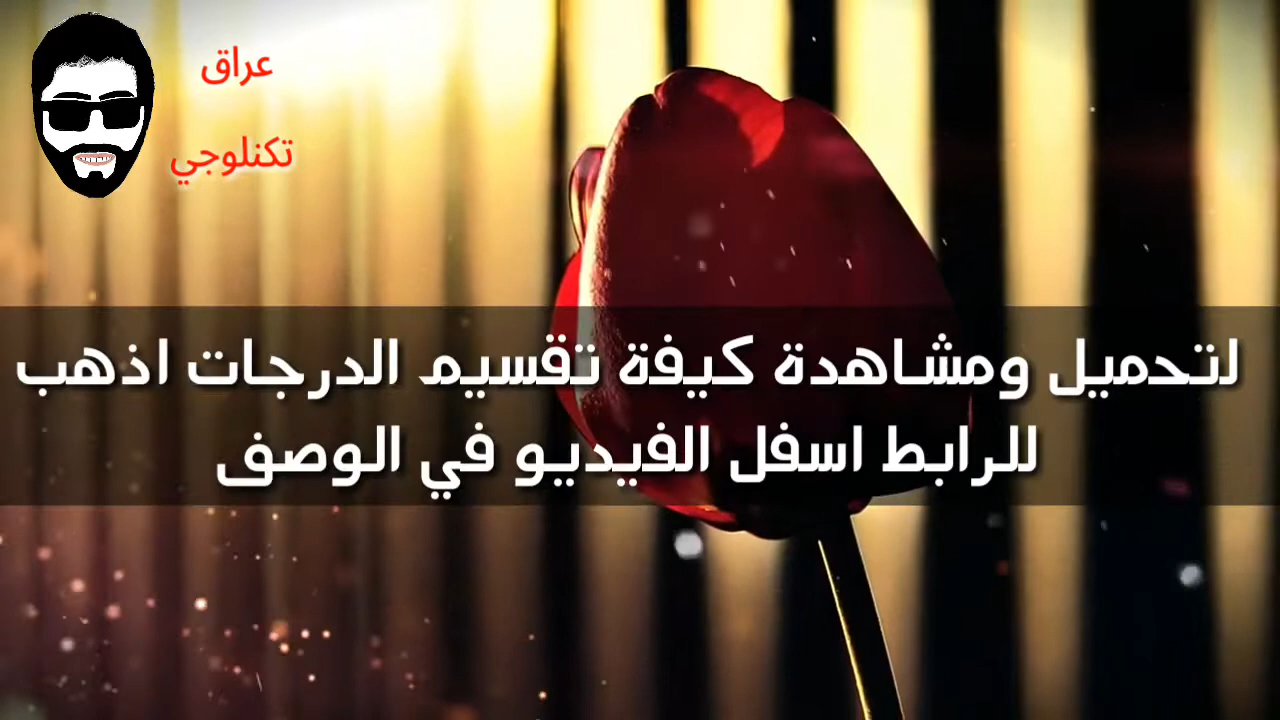 عراق
تكنلوجي
لتحميل ومشاهدة كيفة تقسيم الدرجات اذهب
للرابط اسفل الفيديو في الوصف